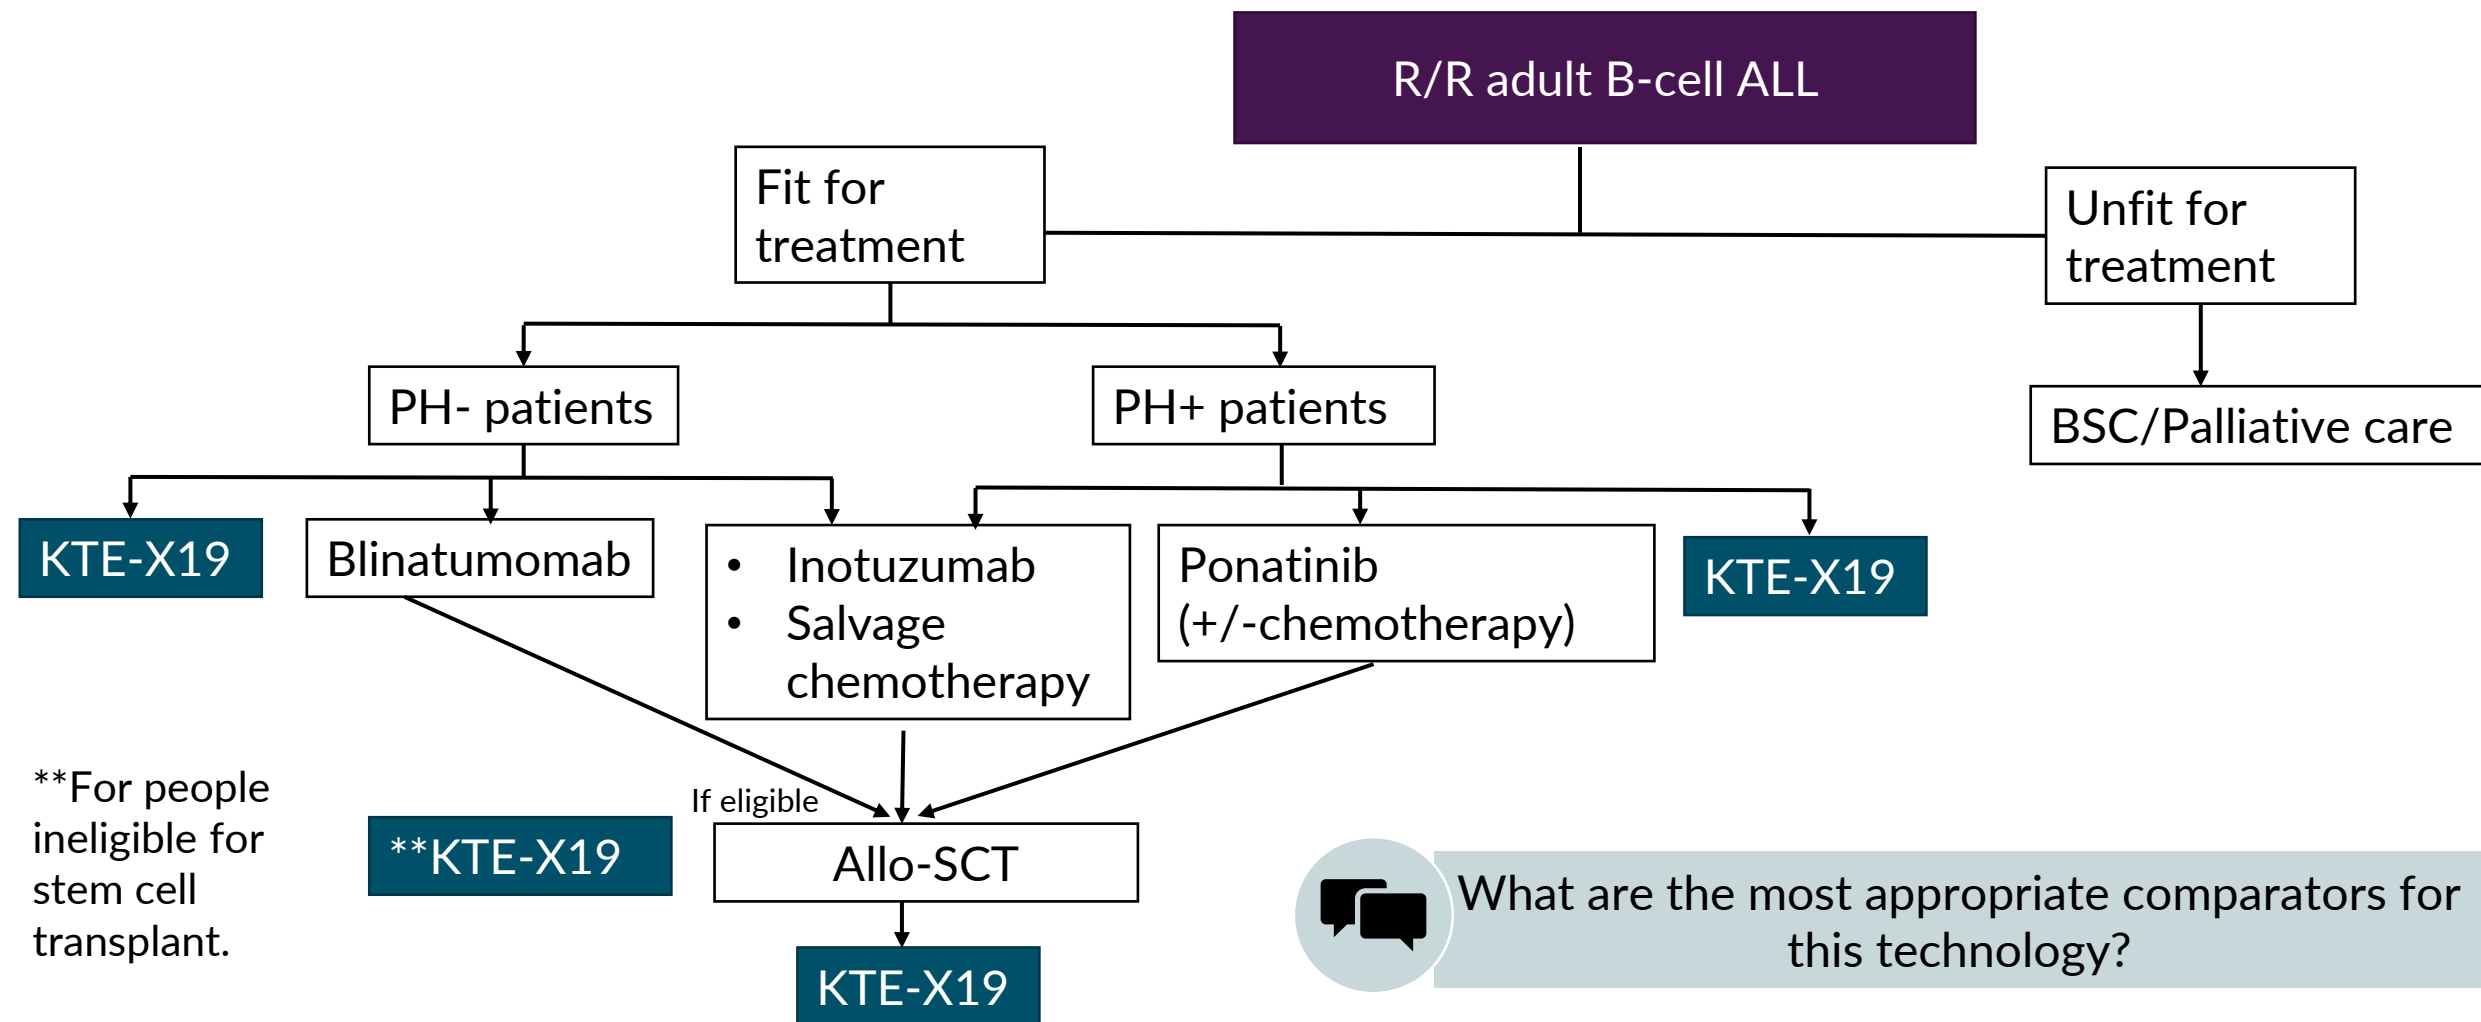 R/R adult B-cell ALL
Fit for
treatment
Unfit for
treatment
PH- patients
PH+ patients
BSC/Palliative care
KTE-X19
Blinatumomab
• Inotuzumab
• Salvage
chemotherapy
Ponatinib
(+/-chemotherapy)
KTE-X19
**For people
ineligible for
stem cell
transplant.
If eligible
**KTE-X19
Allo-SCT
KTE-X19
What are the most appropriate comparators for
this technology?